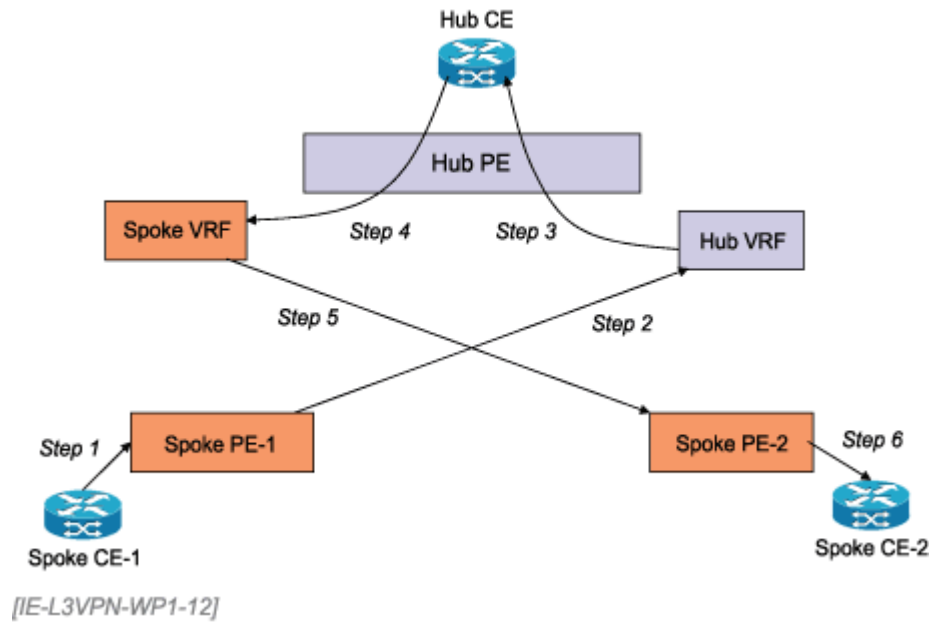 Hub CE
Hub PE
Spoke VRF
Step 4
Step 3
Hub VRF
Step 5
Step 2
Step 1
Spoke PE-1
Spoke PE-2
Step 6
Spoke CE-1
Spoke CE-2
[IE-L3VPN-WP1-12]